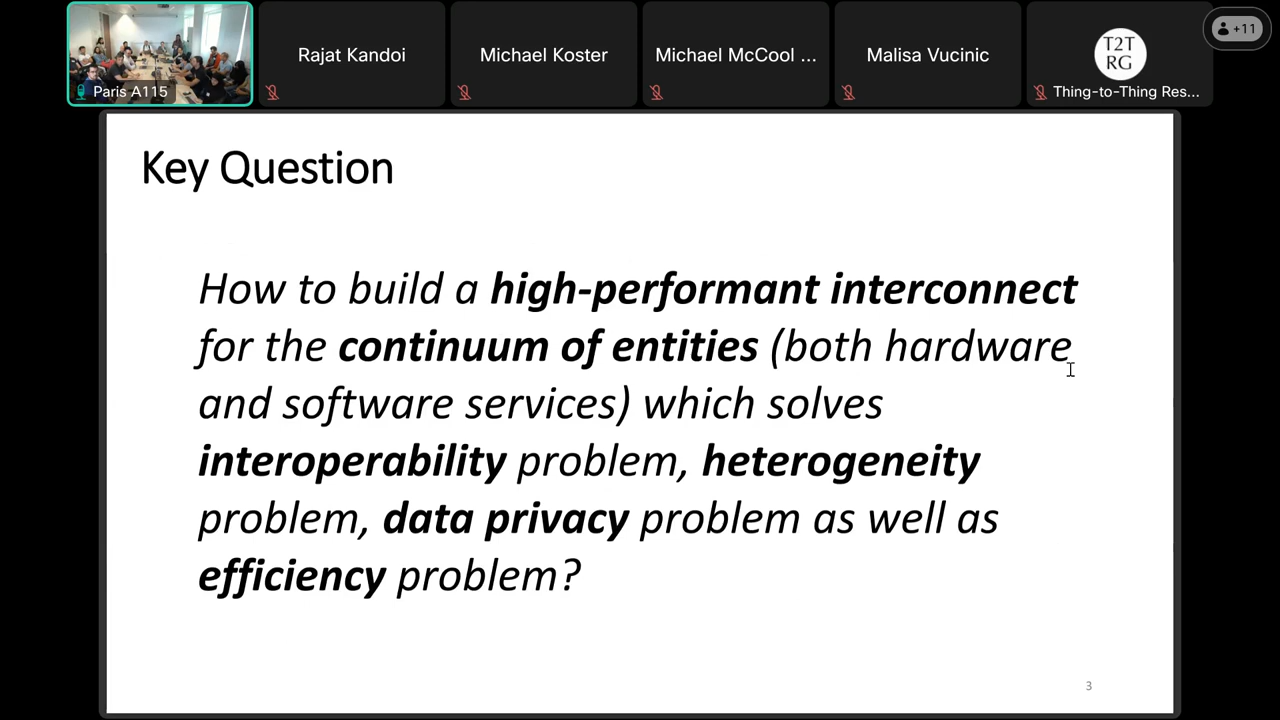 Paris A115
Rajat Kandoi
Michael Koster
Michael McCool ...
Malisa Vucinic
T2T
RG
Thing-to-Thing Res...
+11
Key Question
How to build a high-performant interconnect
for the continuum of entities (both hardware
and software services) which solves
interoperability problem, heterogeneity
problem, data privacy problem as well as
efficiency problem?
3